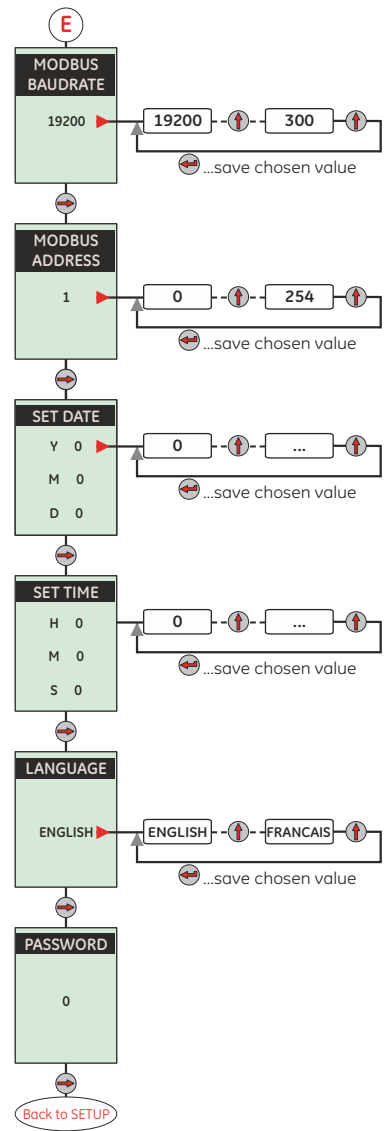 E
MODBUS
BAUDRATE
19200 19200 300
...save chosen value
MODBUS
ADDRESS
1 0 254
...save chosen value
SET DATE
Y 0 0 ...
M 0
...save chosen value
D 0
SET TIME
H 0 0 ...
M 0
...save chosen value
S 0
LANGUAGE
ENGLISH ENGLISH FRANCAIS
...save chosen value
PASSWORD
0
Back to SETUP